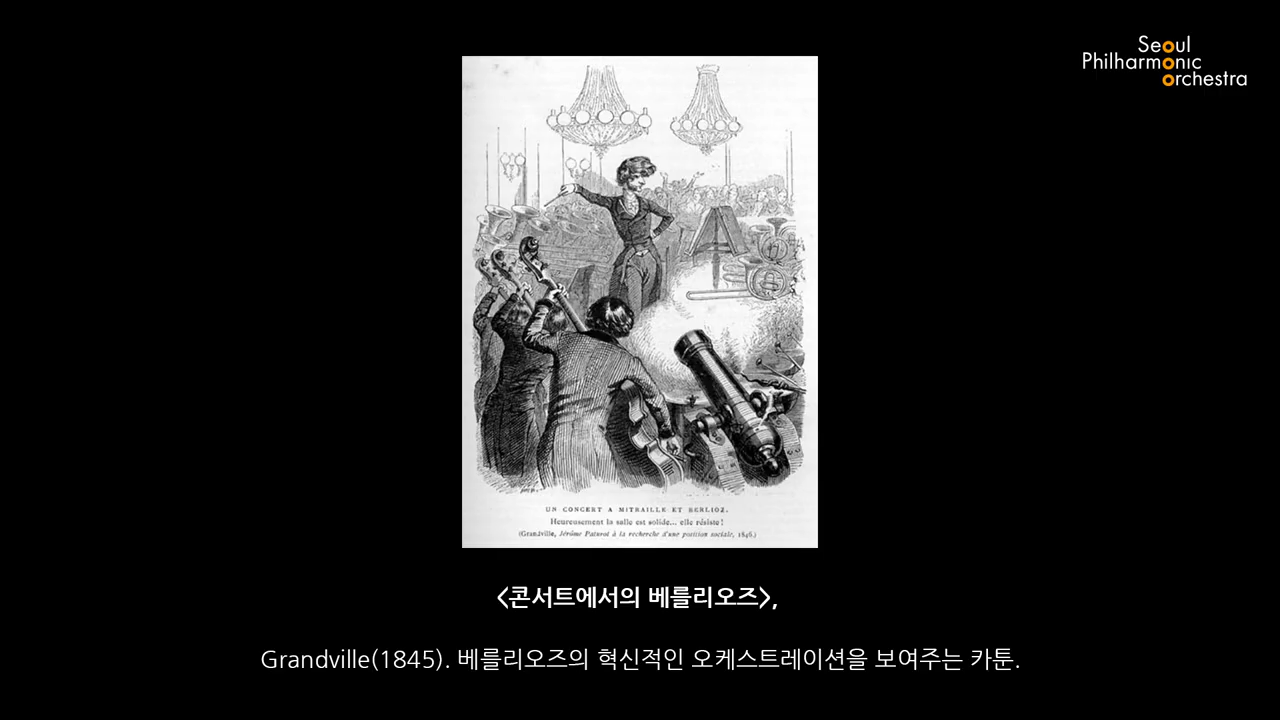 Seoul
Philharmonic
orchestra
UN CONCERT A MITRAILLE ET BERLIOZ.
Heureusement la salle est solide... elle résiste!
(Grandville, Jérôme Paturot à la recherche d'une position sociale, 1846.)
<콘서트에서의 베를리오즈>,
Grandville(1845). 베를리오즈의 혁신적인 오케스트레이션을 보여주는 카툰.